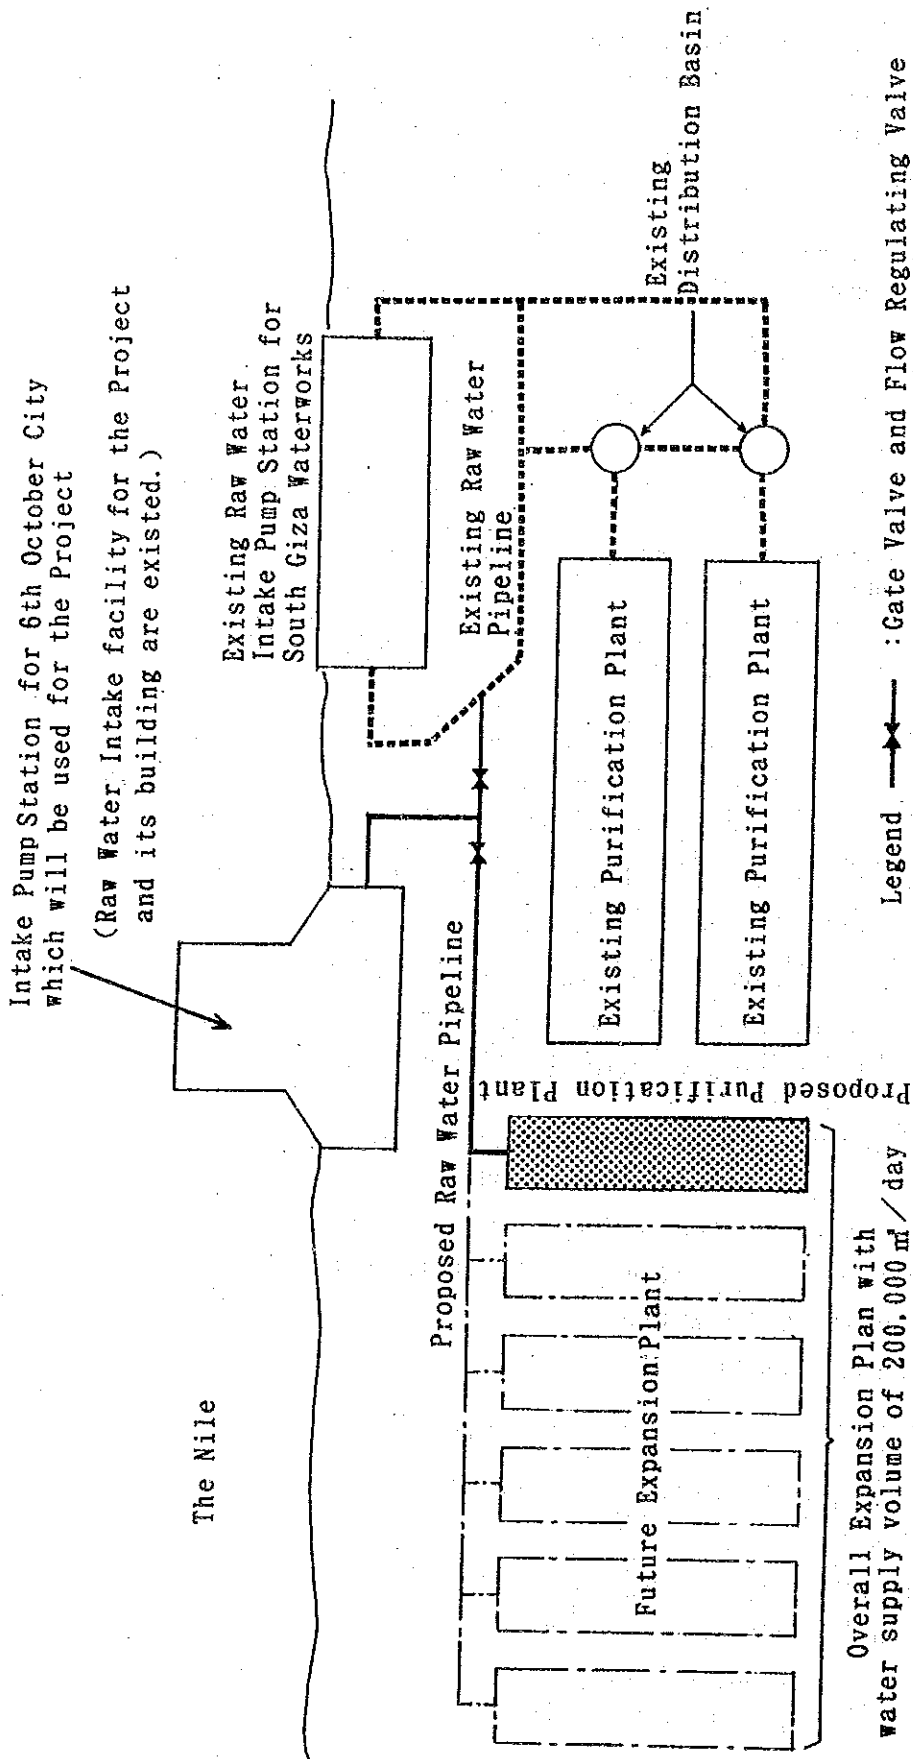 Intake Pump Station for 6th October City
which will be used for the Project
(Raw Water Intake facility for the Project
and its building are existed.)
The Nile
Existing Raw Water
Intake Pump Station for
South Giza Waterworks
Existing Raw Water
Pipeline
Proposed Raw Water Pipeline
Existing
Distribution Basin
Existing Purification Plant
Existing Purification Plant
Proposed Purification Plant
Future Expansion Plant
Overall Expansion Plan with
water supply volume of 200,000㎥/day
Legend :Gate Valve and Flow Regulating Valve